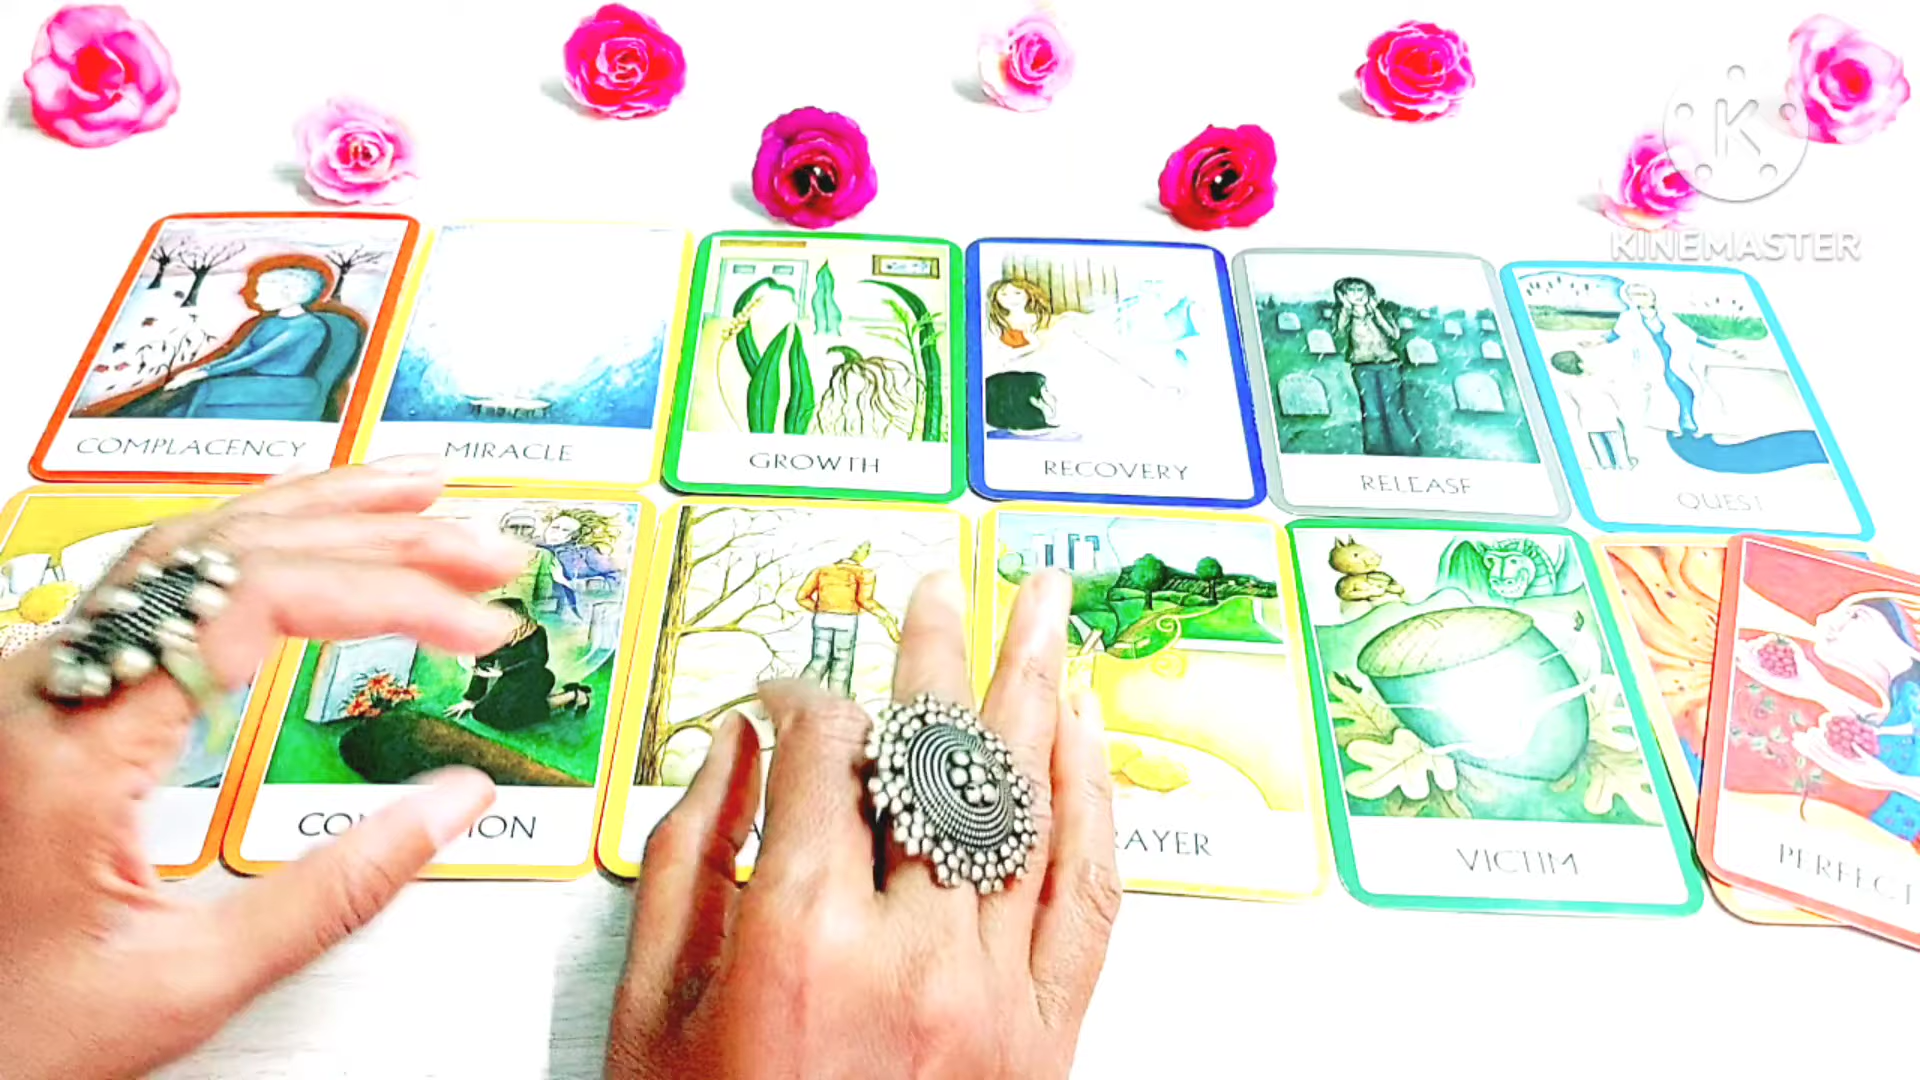 K
KINEMASTER
COMPLACENCY
MIRACLE
GROWTH
RECOVERY
RELEASE
QUEST
VICTIM